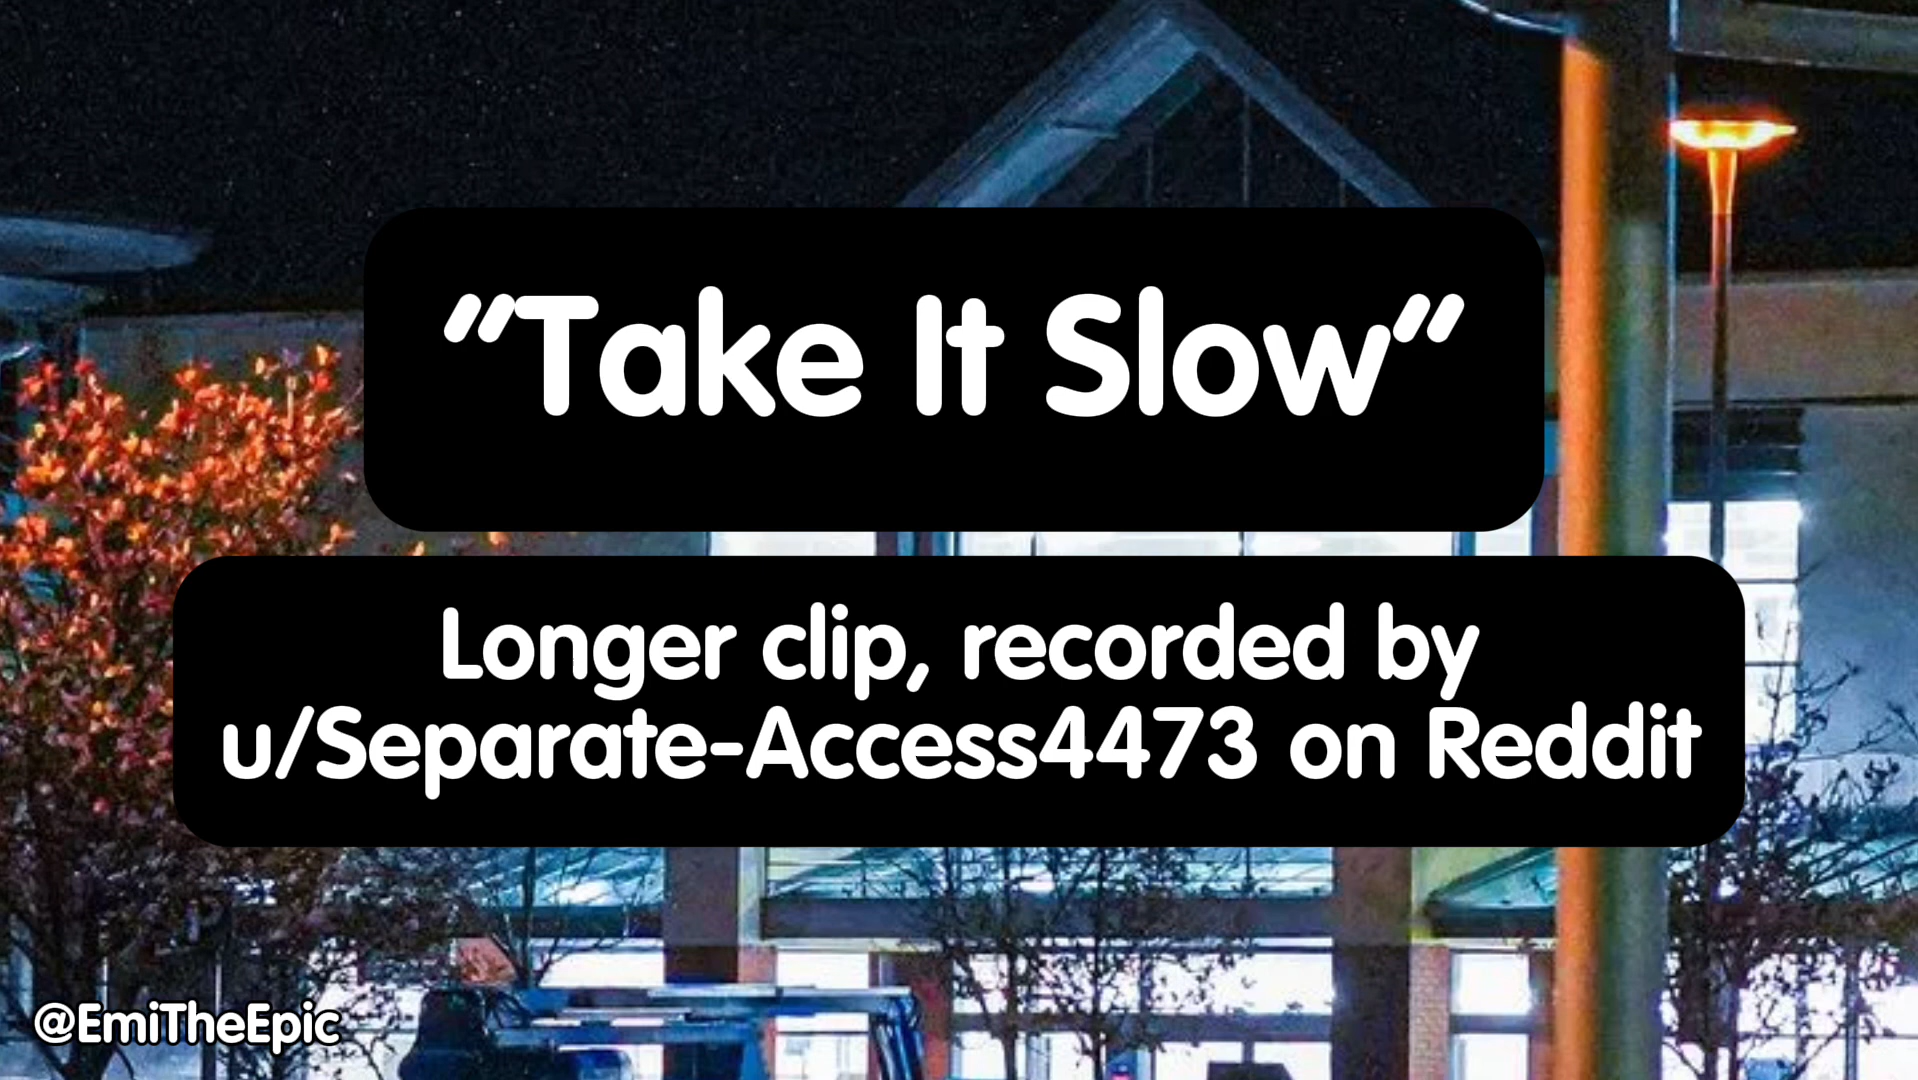 "Take It Slow"
Longer clip, recorded by
u/Separate-Access4473 on Reddit
@EmiTheEpic